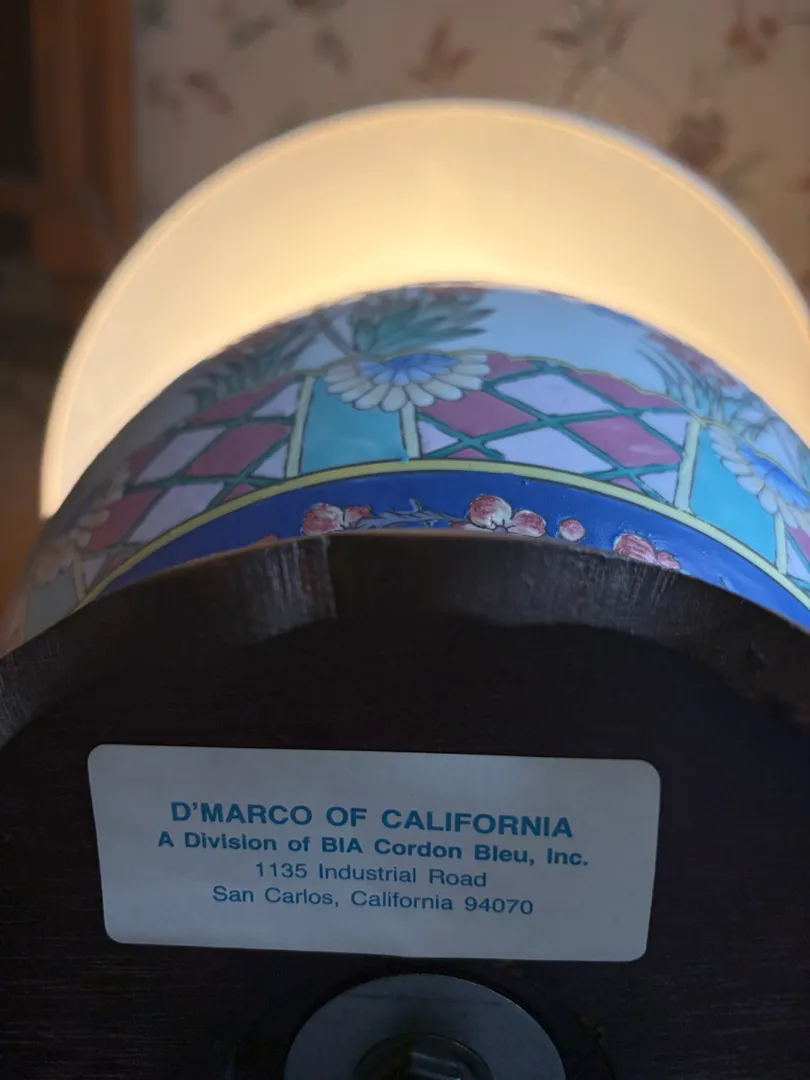 D'MARCO OF CALIFORNIA
A Division of BIA Cordon Bleu, Inc.
1135 Industrial Road
San Carlos, California 94070